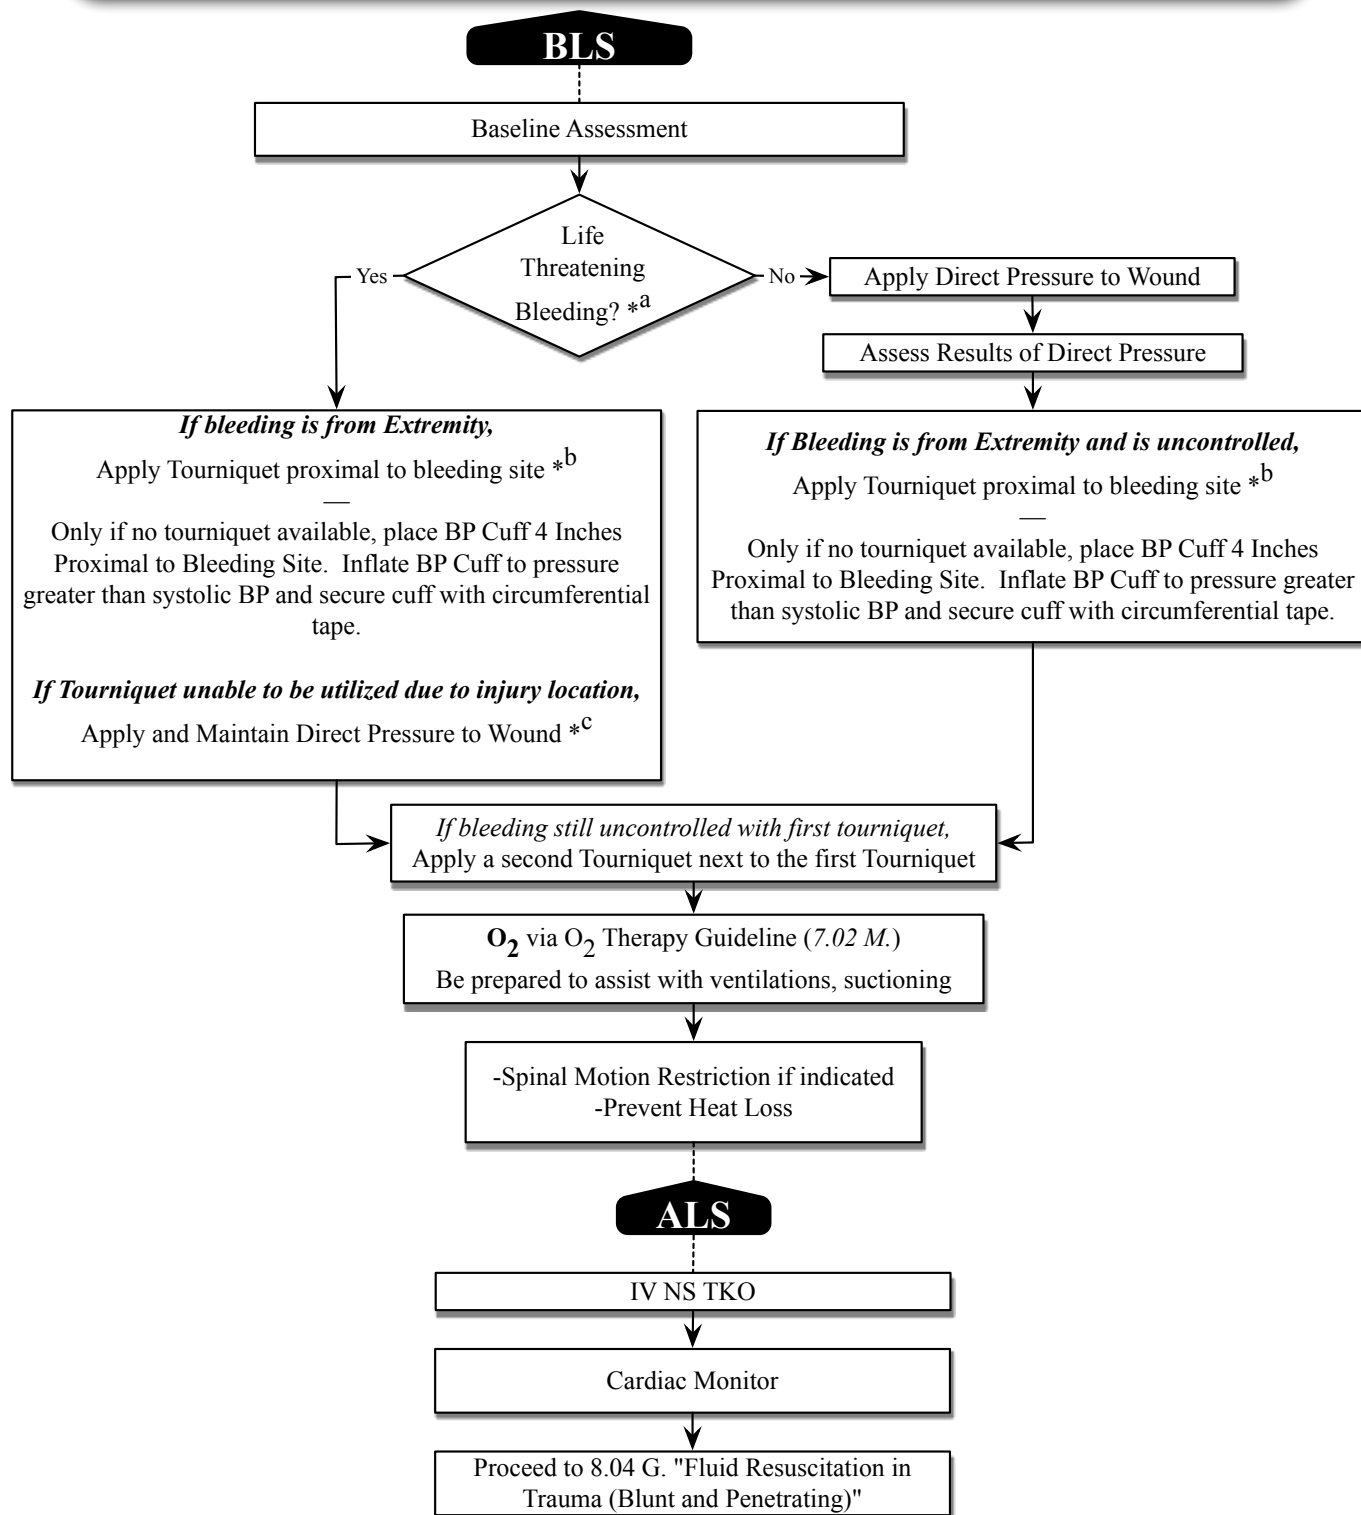 BLS
Baseline Assessment
Life
Threatening
Bleeding? *a
Yes
No
Apply Direct Pressure to Wound
Assess Results of Direct Pressure
If bleeding is from Extremity,
Apply Tourniquet proximal to bleeding site *b
—
Only if no tourniquet available, place BP Cuff 4 Inches
Proximal to Bleeding Site. Inflate BP Cuff to pressure
greater than systolic BP and secure cuff with circumferential
tape.
If Tourniquet unable to be utilized due to injury location,
Apply and Maintain Direct Pressure to Wound *c
If Bleeding is from Extremity and is uncontrolled,
Apply Tourniquet proximal to bleeding site *b
—
Only if no tourniquet available, place BP Cuff 4 Inches
Proximal to Bleeding Site. Inflate BP Cuff to pressure greater
than systolic BP and secure cuff with circumferential tape.
If bleeding still uncontrolled with first tourniquet,
Apply a second Tourniquet next to the first Tourniquet
O2 via O2 Therapy Guideline (7.02 M.)
Be prepared to assist with ventilations, suctioning
-Spinal Motion Restriction if indicated
-Prevent Heat Loss
ALS
IV NS TKO
Cardiac Monitor
Proceed to 8.04 G. "Fluid Resuscitation in
Trauma (Blunt and Penetrating)"